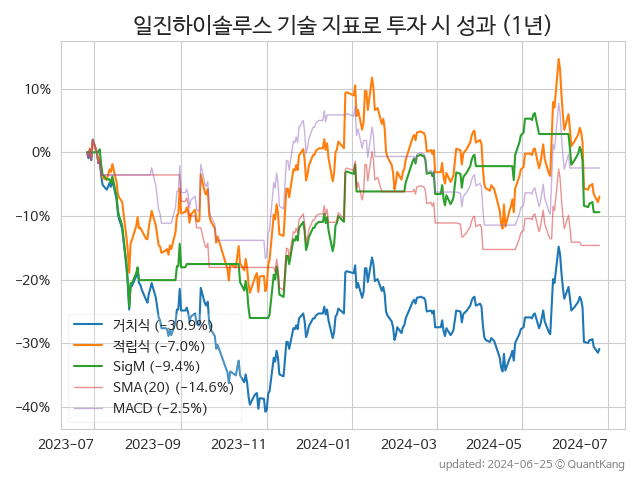 일진하이솔루스 기술 지표로 투자 시 성과 (1년)
10%
0%
−10%
−20%
−30%
−40%
거치식 (−30.9%)
적립식 (−7.0%)
SigM (−9.4%)
SMA(20) (−14.6%)
MACD (−2.5%)
2023-07
2023-09
2023-11
2024-01
2024-03
2024-05
2024-07
updated: 2024-06-25 ⓒ QuantKang